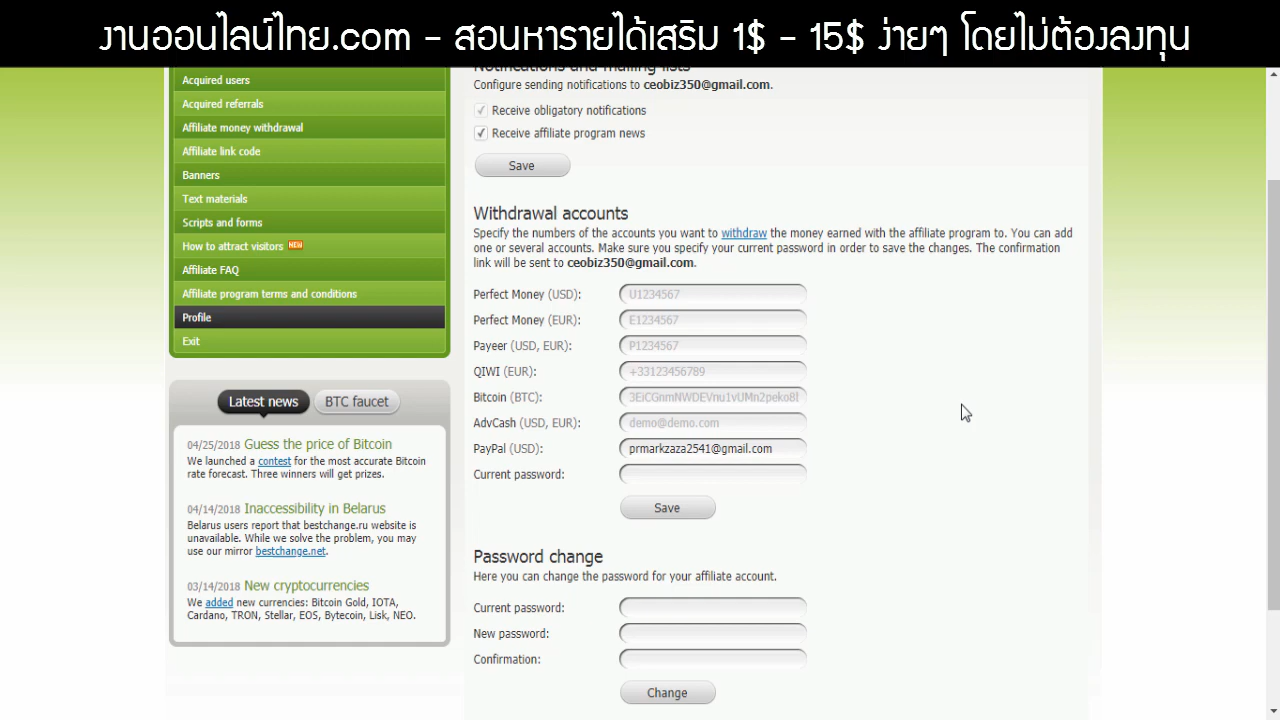 งานออนไลน์ไทย.com - สอนหารายได้เสริม 1$ - 15$ ง่ายๆ โดยไม่ต้องลงทุน
Acquired users
Acquired referrals
Affiliate money withdrawal
Affiliate link code
Banners
Text materials
Scripts and forms
How to attract visitors NEW
Affiliate FAQ
Affiliate program terms and conditions
Profile
Exit
Latest news
BTC faucet
04/25/2018 Guess the price of Bitcoin
We launched a contest for the most accurate Bitcoin
rate forecast. Three winners will get prizes.
04/14/2018 Inaccessibility in Belarus
Belarus users report that bestchange.ru website is
unavailable. While we solve the problem, you may
use our mirror bestchange.net.
03/14/2018 New cryptocurrencies
We added new currencies: Bitcoin Gold, IOTA,
Cardano, TRON, Stellar, EOS, Bytecoin, Lisk, NEO.
Notifications and mailing lists
Configure sending notifications to ceobiz350@gmail.com.
Receive obligatory notifications
Receive affiliate program news
Save
Withdrawal accounts
Specify the numbers of the accounts you want to withdraw the money earned with the affiliate program to. You can add
one or several accounts. Make sure you specify your current password in order to save the changes. The confirmation
link will be sent to ceobiz350@gmail.com.
Perfect Money (USD): U1234567
Perfect Money (EUR): E1234567
Payeer (USD, EUR): P1234567
QIWI (EUR): +33123456789
Bitcoin (BTC):
AdvCash (USD, EUR): demo@demo.com
PayPal (USD): prmarkzaza2541@gmail.com
Current password:
Save
Password change
Here you can change the password for your affiliate account.
Current password:
New password:
Confirmation:
Change